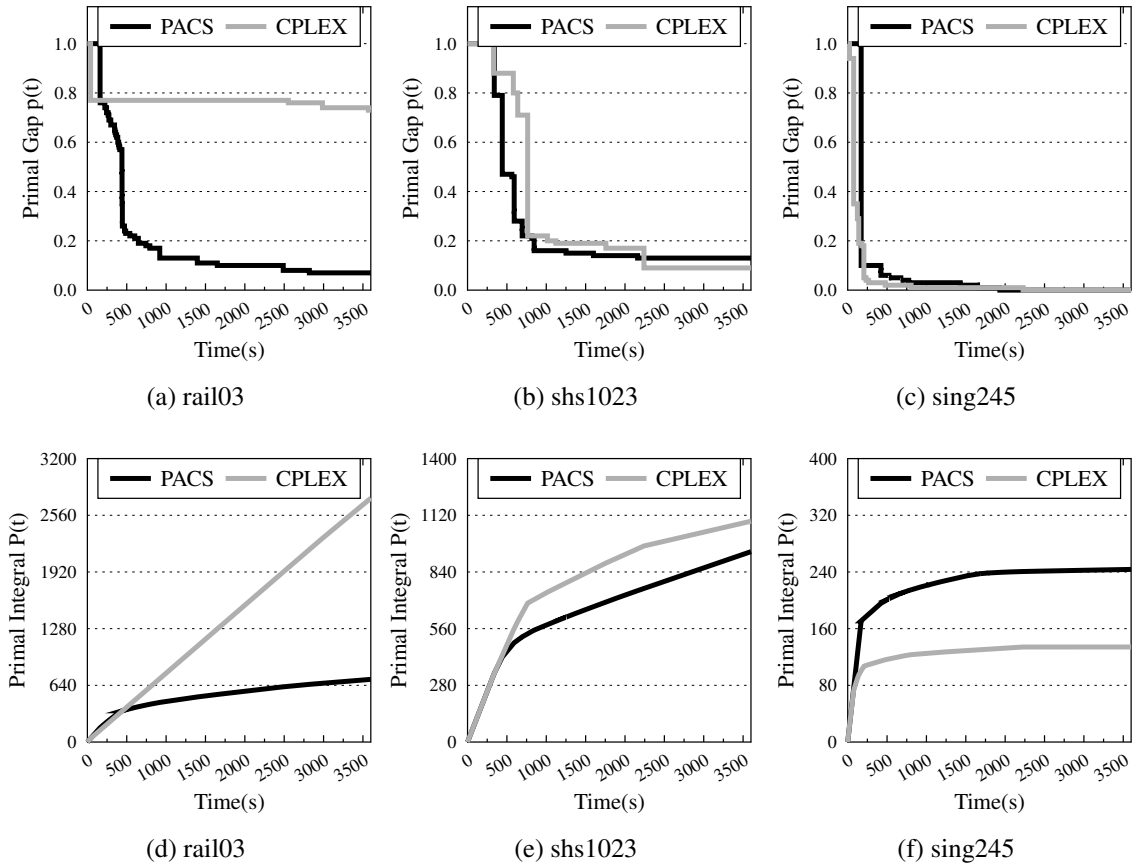 PACS CPLEX
Primal Gap p(t)
1.0
0.8
0.6
0.4
0.2
0.0
0 500 1000 1500 2000 2500 3000 3500
Time(s)
(a) rail03
PACS CPLEX
Primal Gap p(t)
1.0
0.8
0.6
0.4
0.2
0.0
0 500 1000 1500 2000 2500 3000 3500
Time(s)
(b) shs1023
PACS CPLEX
Primal Gap p(t)
1.0
0.8
0.6
0.4
0.2
0.0
0 500 1000 1500 2000 2500 3000 3500
Time(s)
(c) sing245
PACS CPLEX
Primal Integral P(t)
3200
2560
1920
1280
640
0
0 500 1000 1500 2000 2500 3000 3500
Time(s)
(d) rail03
PACS CPLEX
Primal Integral P(t)
1400
1120
840
560
280
0
0 500 1000 1500 2000 2500 3000 3500
Time(s)
(e) shs1023
PACS CPLEX
Primal Integral P(t)
400
320
240
160
80
0
0 500 1000 1500 2000 2500 3000 3500
Time(s)
(f) sing245